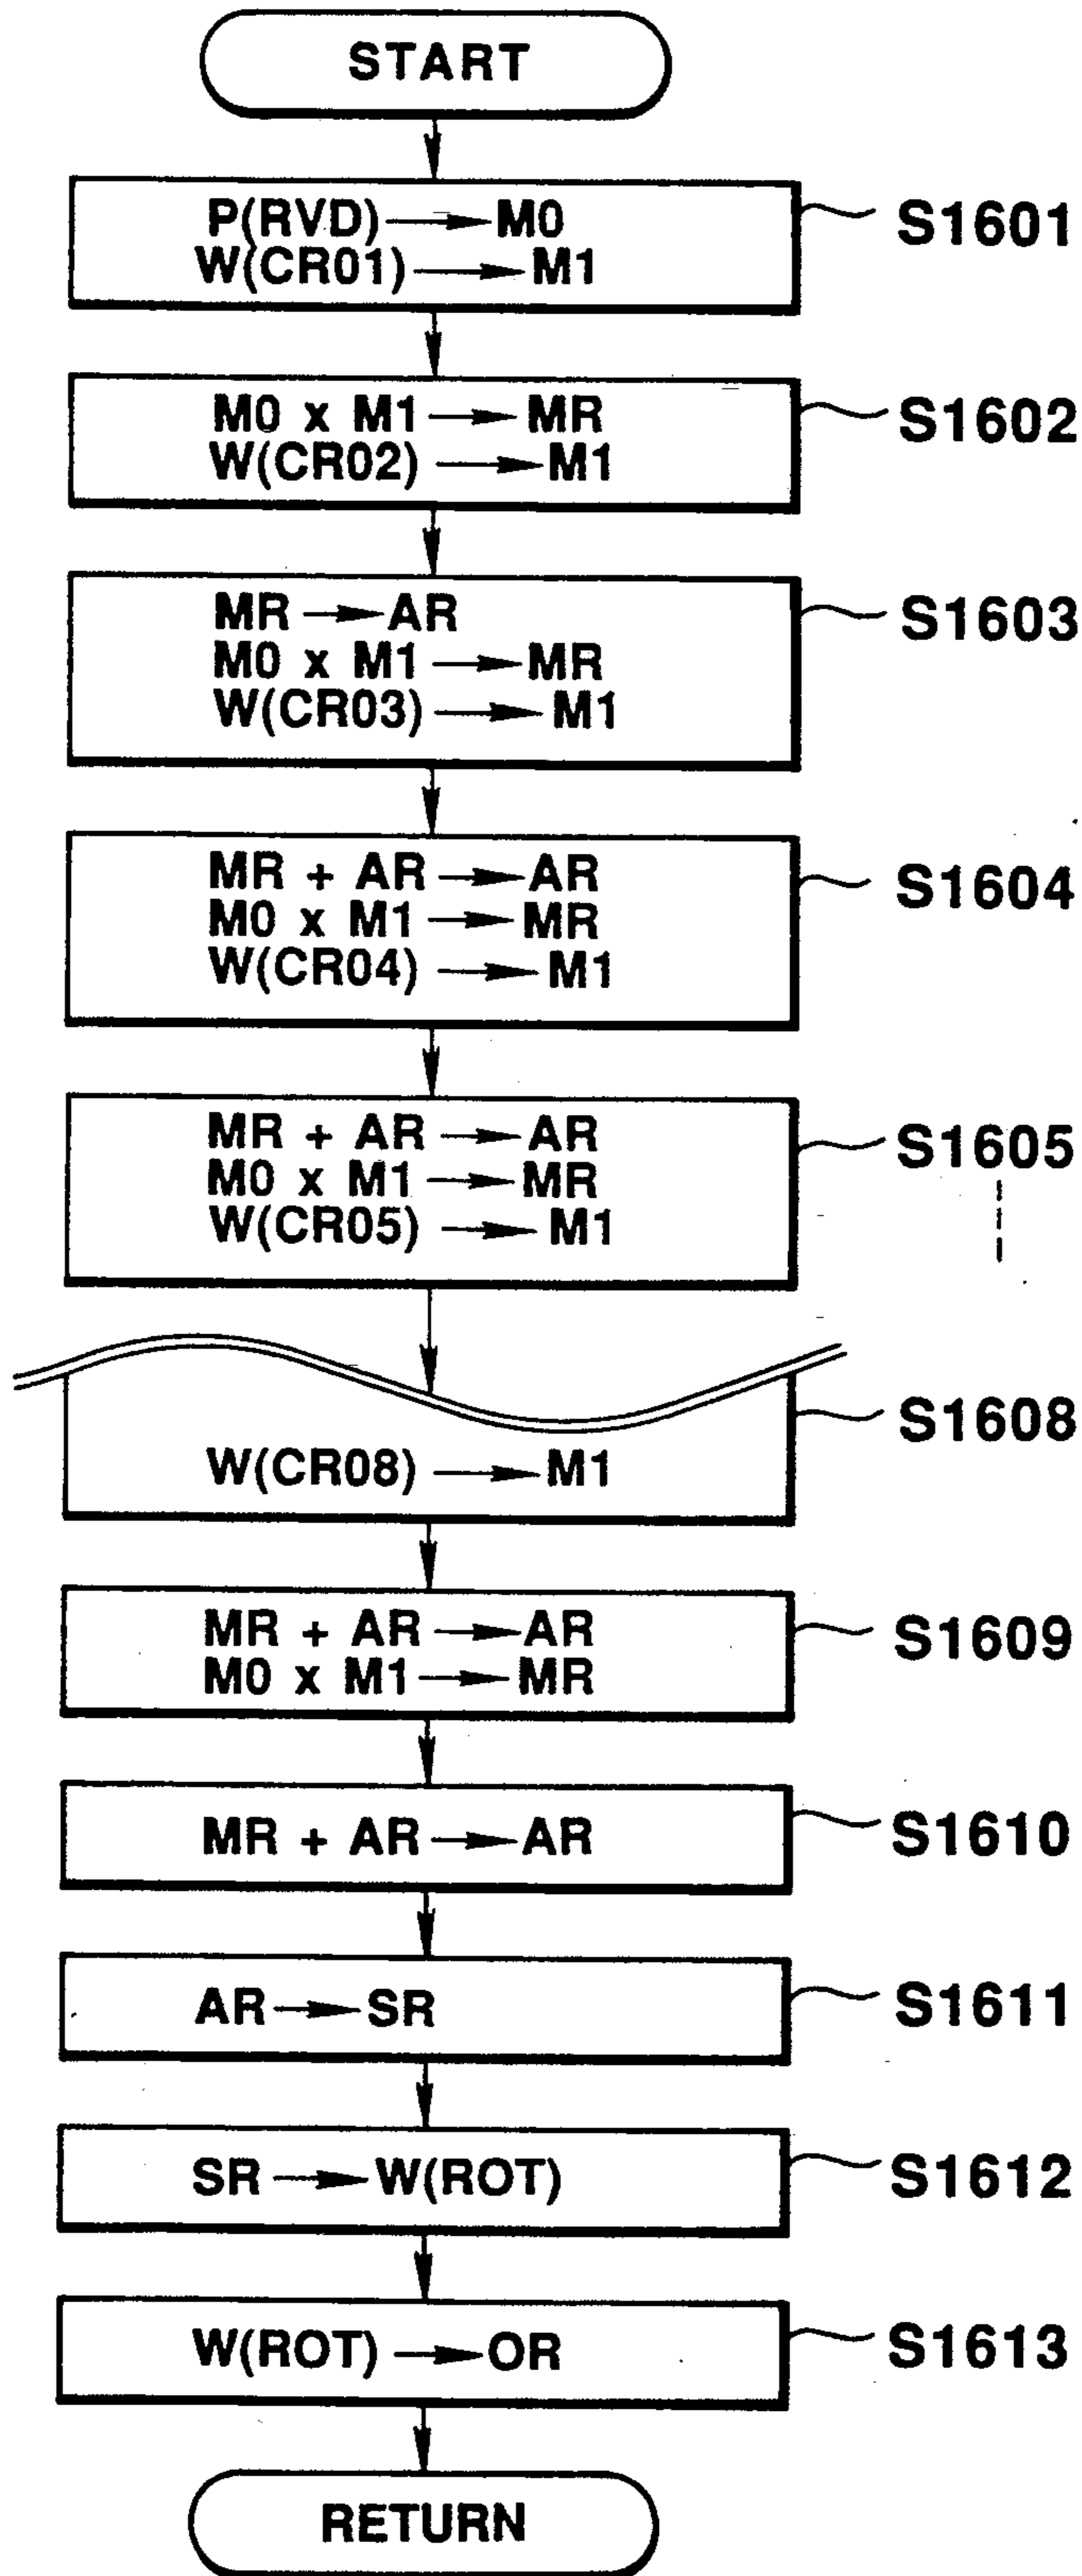 START
P(RVD) → M0
W(CR01) → M1
S1601
M0 x M1 → MR
W(CR02) → M1
S1602
MR → AR
M0 x M1 → MR
W(CR03) → M1
S1603
MR + AR → AR
M0 x M1 → MR
W(CR04) → M1
S1604
MR + AR → AR
M0 x M1 → MR
W(CR05) → M1
S1605
W(CR08) → M1
S1608
MR + AR → AR
M0 x M1 → MR
S1609
MR + AR → AR
S1610
AR → SR
S1611
SR → W(ROT)
S1612
W(ROT) → OR
S1613
RETURN